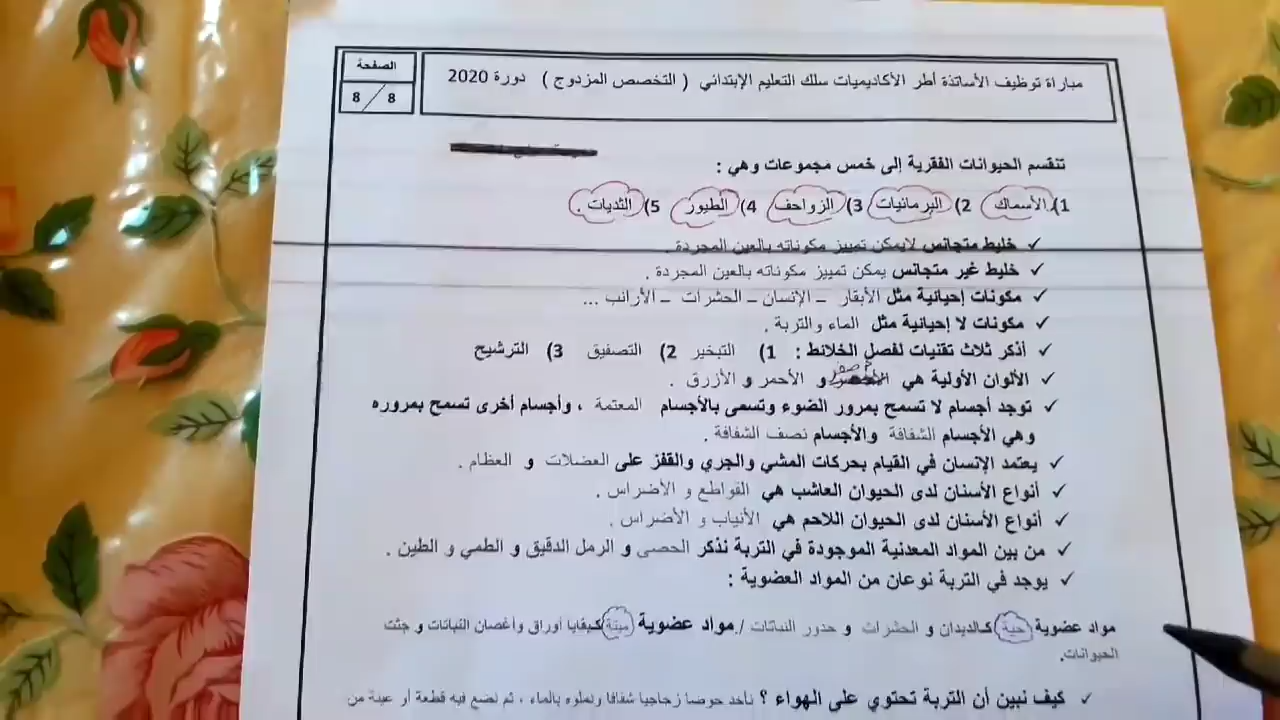 الصفحة
8 / 8
مباراة توظيف الأساتذة أطر الأكاديميات سلك التعليم الإبتدائي ( التخصص المزدوج ) دورة 2020
تنقسم الحيوانات الفقرية إلى خمس مجموعات وهي :
1) الأسماك 2) البرمائيات 3) الزواحف 4) الطيور 5) الثديات .
✓ خليط متجانس لايمكن تمييز مكوناته بالعين المجردة .
✓ خليط غير متجانس يمكن تمييز مكوناته بالعين المجردة .
✓ مكونات إحيائية مثل الأبقار – الإنسان – الحشرات – الأرانب ...
✓ مكونات لا إحيائية مثل الماء والتربة .
✓ أذكر ثلاث تقنيات لفصل الخلائط : 1) التبخير 2) التصفيق 3) الترشيح
✓ الألوان الأولية هي و الأحمر و الأزرق .
✓ توجد أجسام لا تسمح بمرور الضوء وتسمى بالأجسام المعتمة ، وأجسام أخرى تسمح بمروره
وهي الأجسام الشفافة والأجسام نصف الشفافة .
✓ يعتمد الإنسان في القيام بحركات المشي والجري والقفز على العضلات و العظام .
✓ أنواع الأسنان لدى الحيوان العاشب هي القواطع و الأضراس .
✓ أنواع الأسنان لدى الحيوان اللاحم هي الأنياب و الأضراس .
✓ من بين المواد المعدنية الموجودة في التربة نذكر الحصى و الرمل الدقيق و الطمي و الطين .
✓ يوجد في التربة نوعان من المواد العضوية :
مواد عضوية حية كالديدان و الحشرات و جدور النباتات /.مواد عضوية ميتة كبقايا أوراق وأغصان النباتات و جثث
الحيوانات.
✓ كيف نبين أن التربة تحتوي على الهواء ؟ نأخد حوضا زجاجيا شفافا ونملوه بالماء ، ثم نضع فيه قطعة أو عينة من